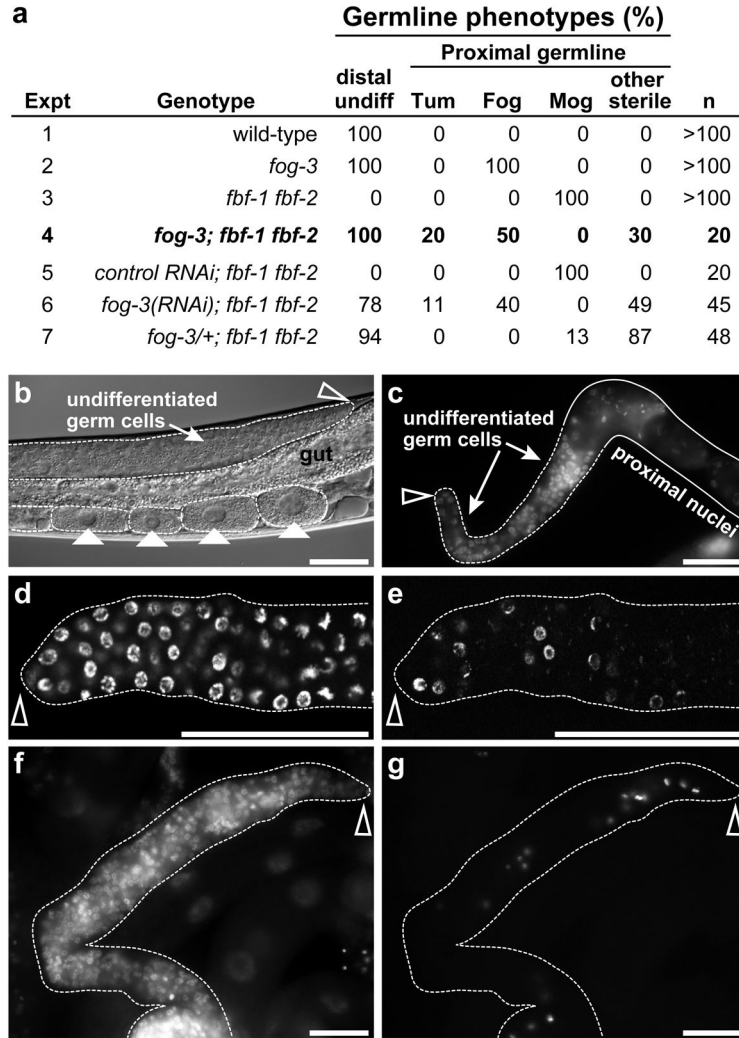 a
Germline phenotypes (%)
Proximal germline
distal undiff
Expt Genotype Tum Fog Mog other sterile n
1 wild-type 100 0 0 0 0 >100
2 fog-3 100 0 100 0 0 >100
3 fbf-1 fbf-2 0 0 0 100 0 >100
4 fog-3; fbf-1 fbf-2 100 20 50 0 30 20
5 control RNAi; fbf-1 fbf-2 0 0 0 100 0 20
6 fog-3(RNAi); fbf-1 fbf-2 78 11 40 0 49 45
7 fog-3/+; fbf-1 fbf-2 94 0 0 13 87 48
b
undifferentiated
germ cells
gut
c
undifferentiated
germ cells
proximal nuclei
d
e
f
g